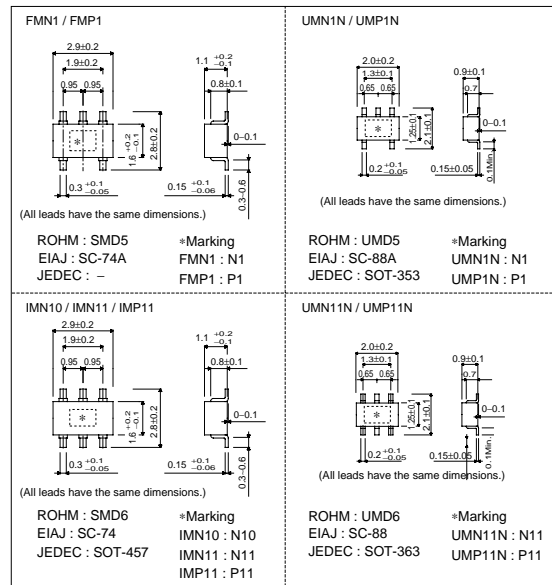 FMN1 / FMP1
2.9±0.2
1.9±0.2
0.95 0.95
1.1 +0.2 −0.1
0.8±0.1
*
1.6 +0.2 −0.1
2.8±0.2
0−0.1
0.3 +0.1 −0.05
0.15 +0.1 −0.06
0.3−0.6
(All leads have the same dimensions.)
ROHM : SMD5
EIAJ : SC-74A
JEDEC : −
*Marking
FMN1 : N1
FMP1 : P1
UMN1N / UMP1N
2.0±0.2
1.3±0.1
0.65 0.65
0.9±0.1
0.7
*
1.25±0.1
2.1±0.1
0−0.1
0.2 +0.1 −0.05
0.15±0.05
0.1Min.
(All leads have the same dimensions.)
ROHM : UMD5
EIAJ : SC-88A
JEDEC : SOT-353
*Marking
UMN1N : N1
UMP1N : P1
IMN10 / IMN11 / IMP11
2.9±0.2
1.9±0.2
0.95 0.95
1.1 +0.2 −0.1
0.8±0.1
*
1.6 +0.2 −0.1
2.8±0.2
0−0.1
0.3 +0.1 −0.05
0.15 +0.1 −0.06
0.3−0.6
(All leads have the same dimensions.)
ROHM : SMD6
EIAJ : SC-74
JEDEC : SOT-457
*Marking
IMN10 : N10
IMN11 : N11
IMP11 : P11
UMN11N / UMP11N
2.0±0.2
1.3±0.1
0.65 0.65
0.9±0.1
0.7
*
1.25±0.1
2.1±0.1
0−0.1
0.2 +0.1 −0.05
0.15±0.05
0.1Min.
(All leads have the same dimensions.)
ROHM : UMD6
EIAJ : SC-88
JEDEC : SOT-363
*Marking
UMN11N : N11
UMP11N : P11